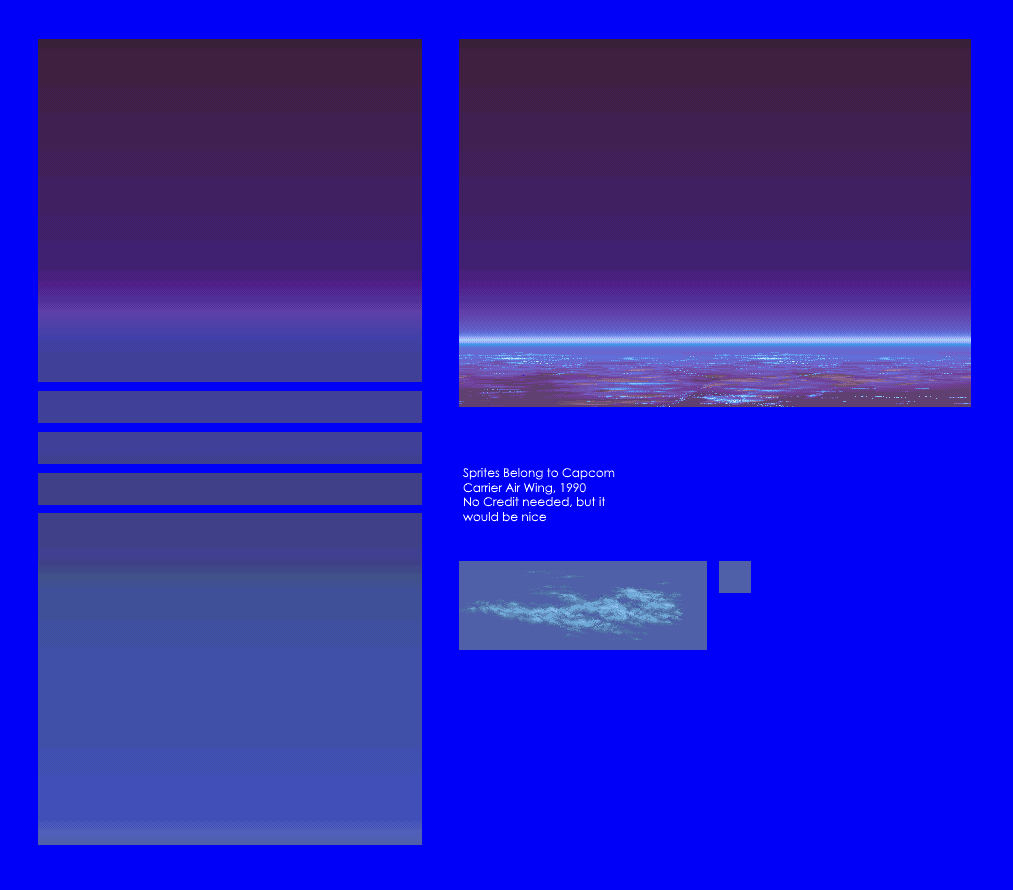 Sprites Belong to Capcom
Carrier Air Wing, 1990
No Credit needed, but it
would be nice